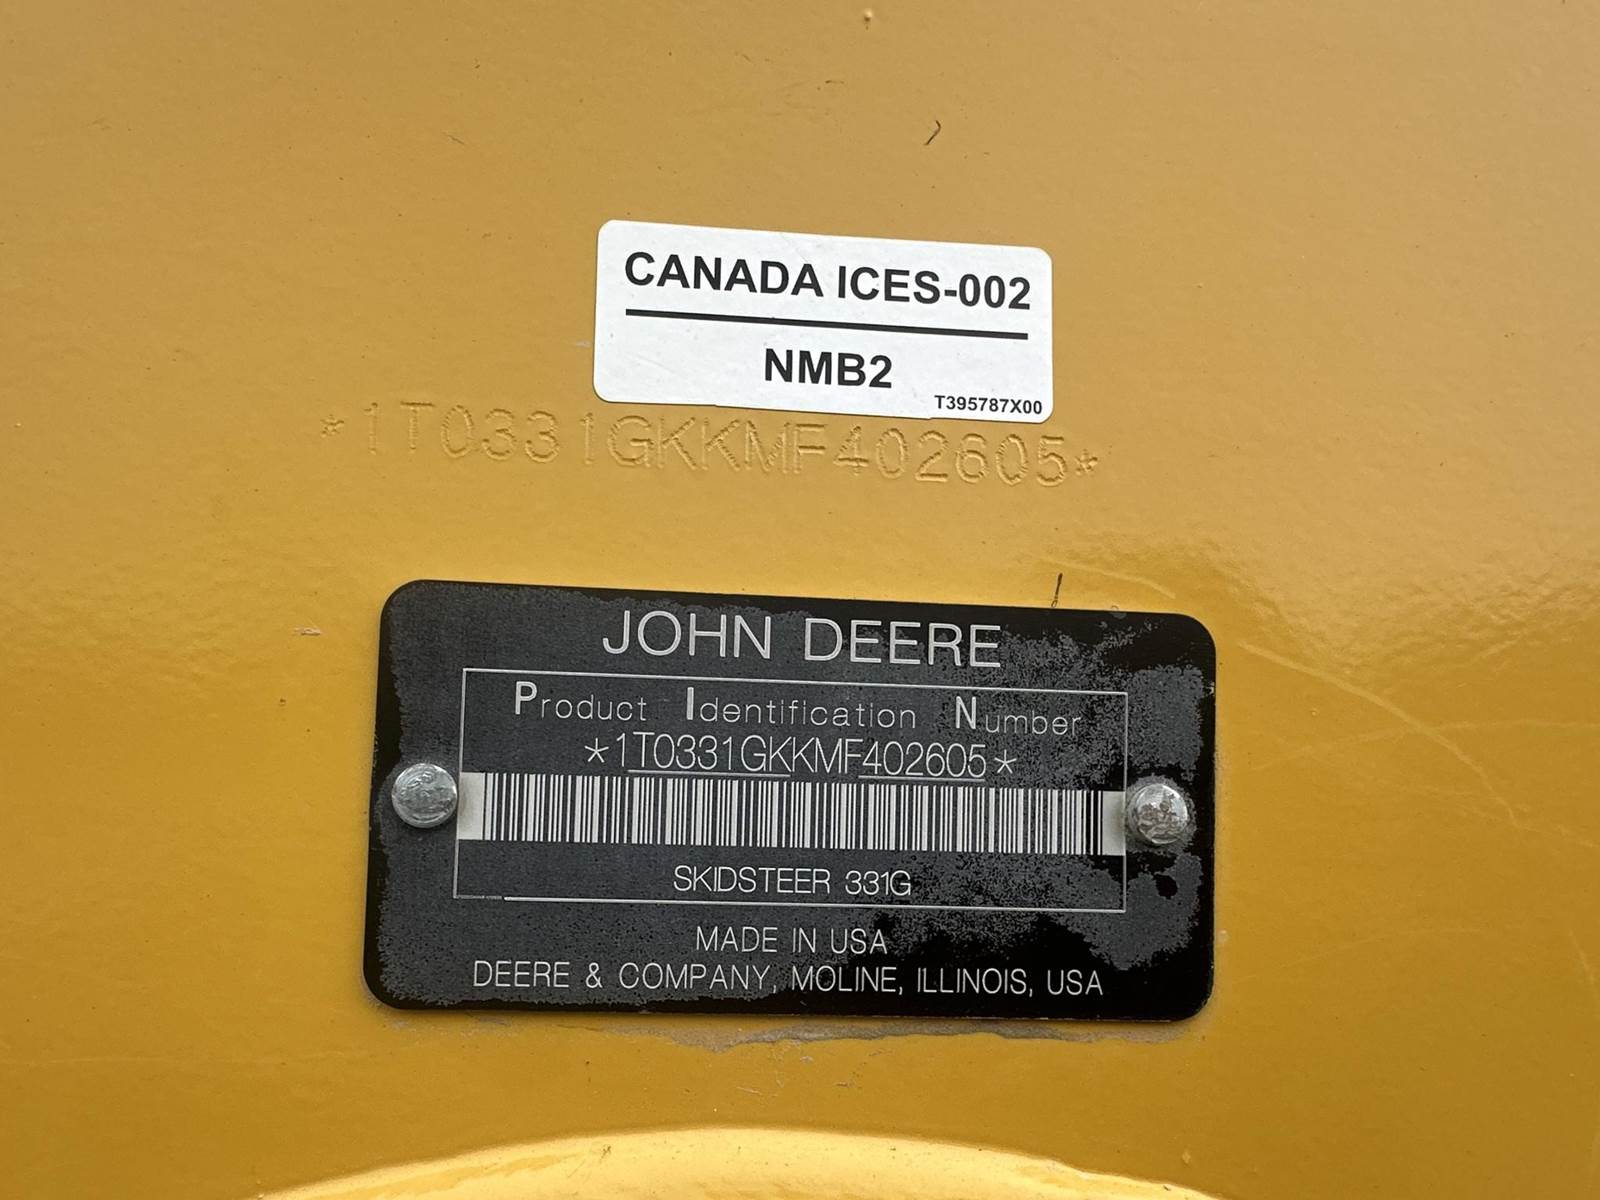 CANADA ICES-002
NMB2
T395787X00
*1T0331GKKMF402605*
JOHN DEERE
Product Identification Number
*1T0331GKKMF402605*
SKIDSTEER 331G
MADE IN USA
DEERE & COMPANY, MOLINE, ILLINOIS, USA